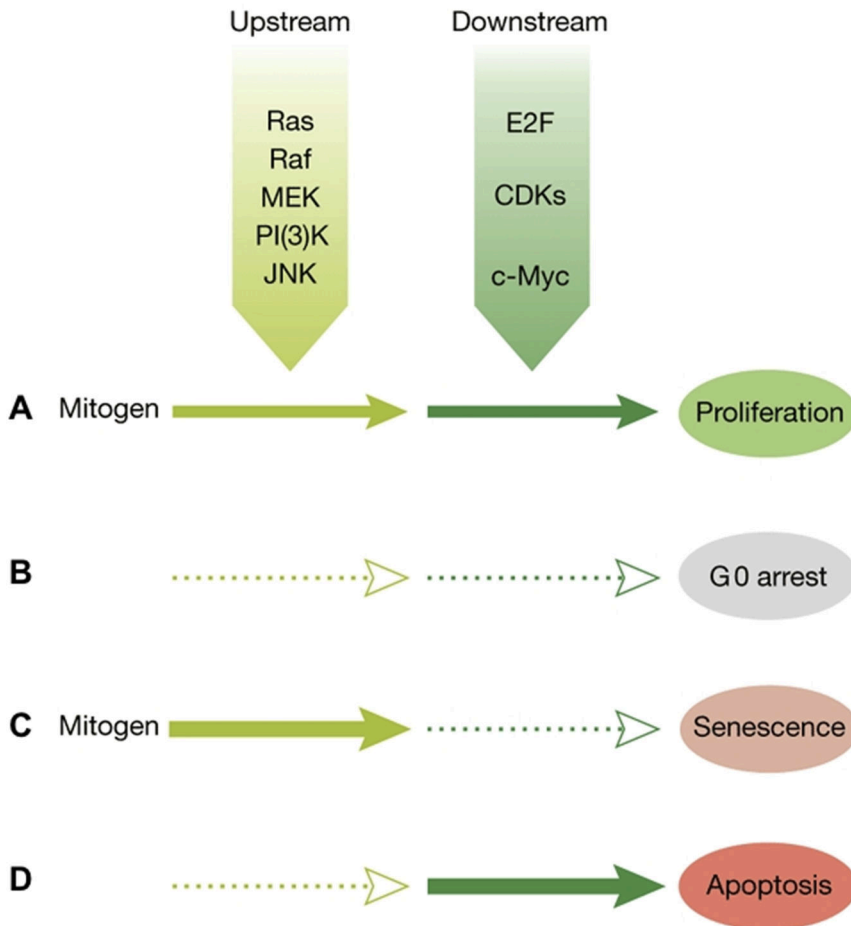 Upstream
Downstream
Ras
Raf
MEK
PI(3)K
JNK
E2F
CDKs
c-Myc
A Mitogen Proliferation
B G0 arrest
C Mitogen Senescence
D Apoptosis